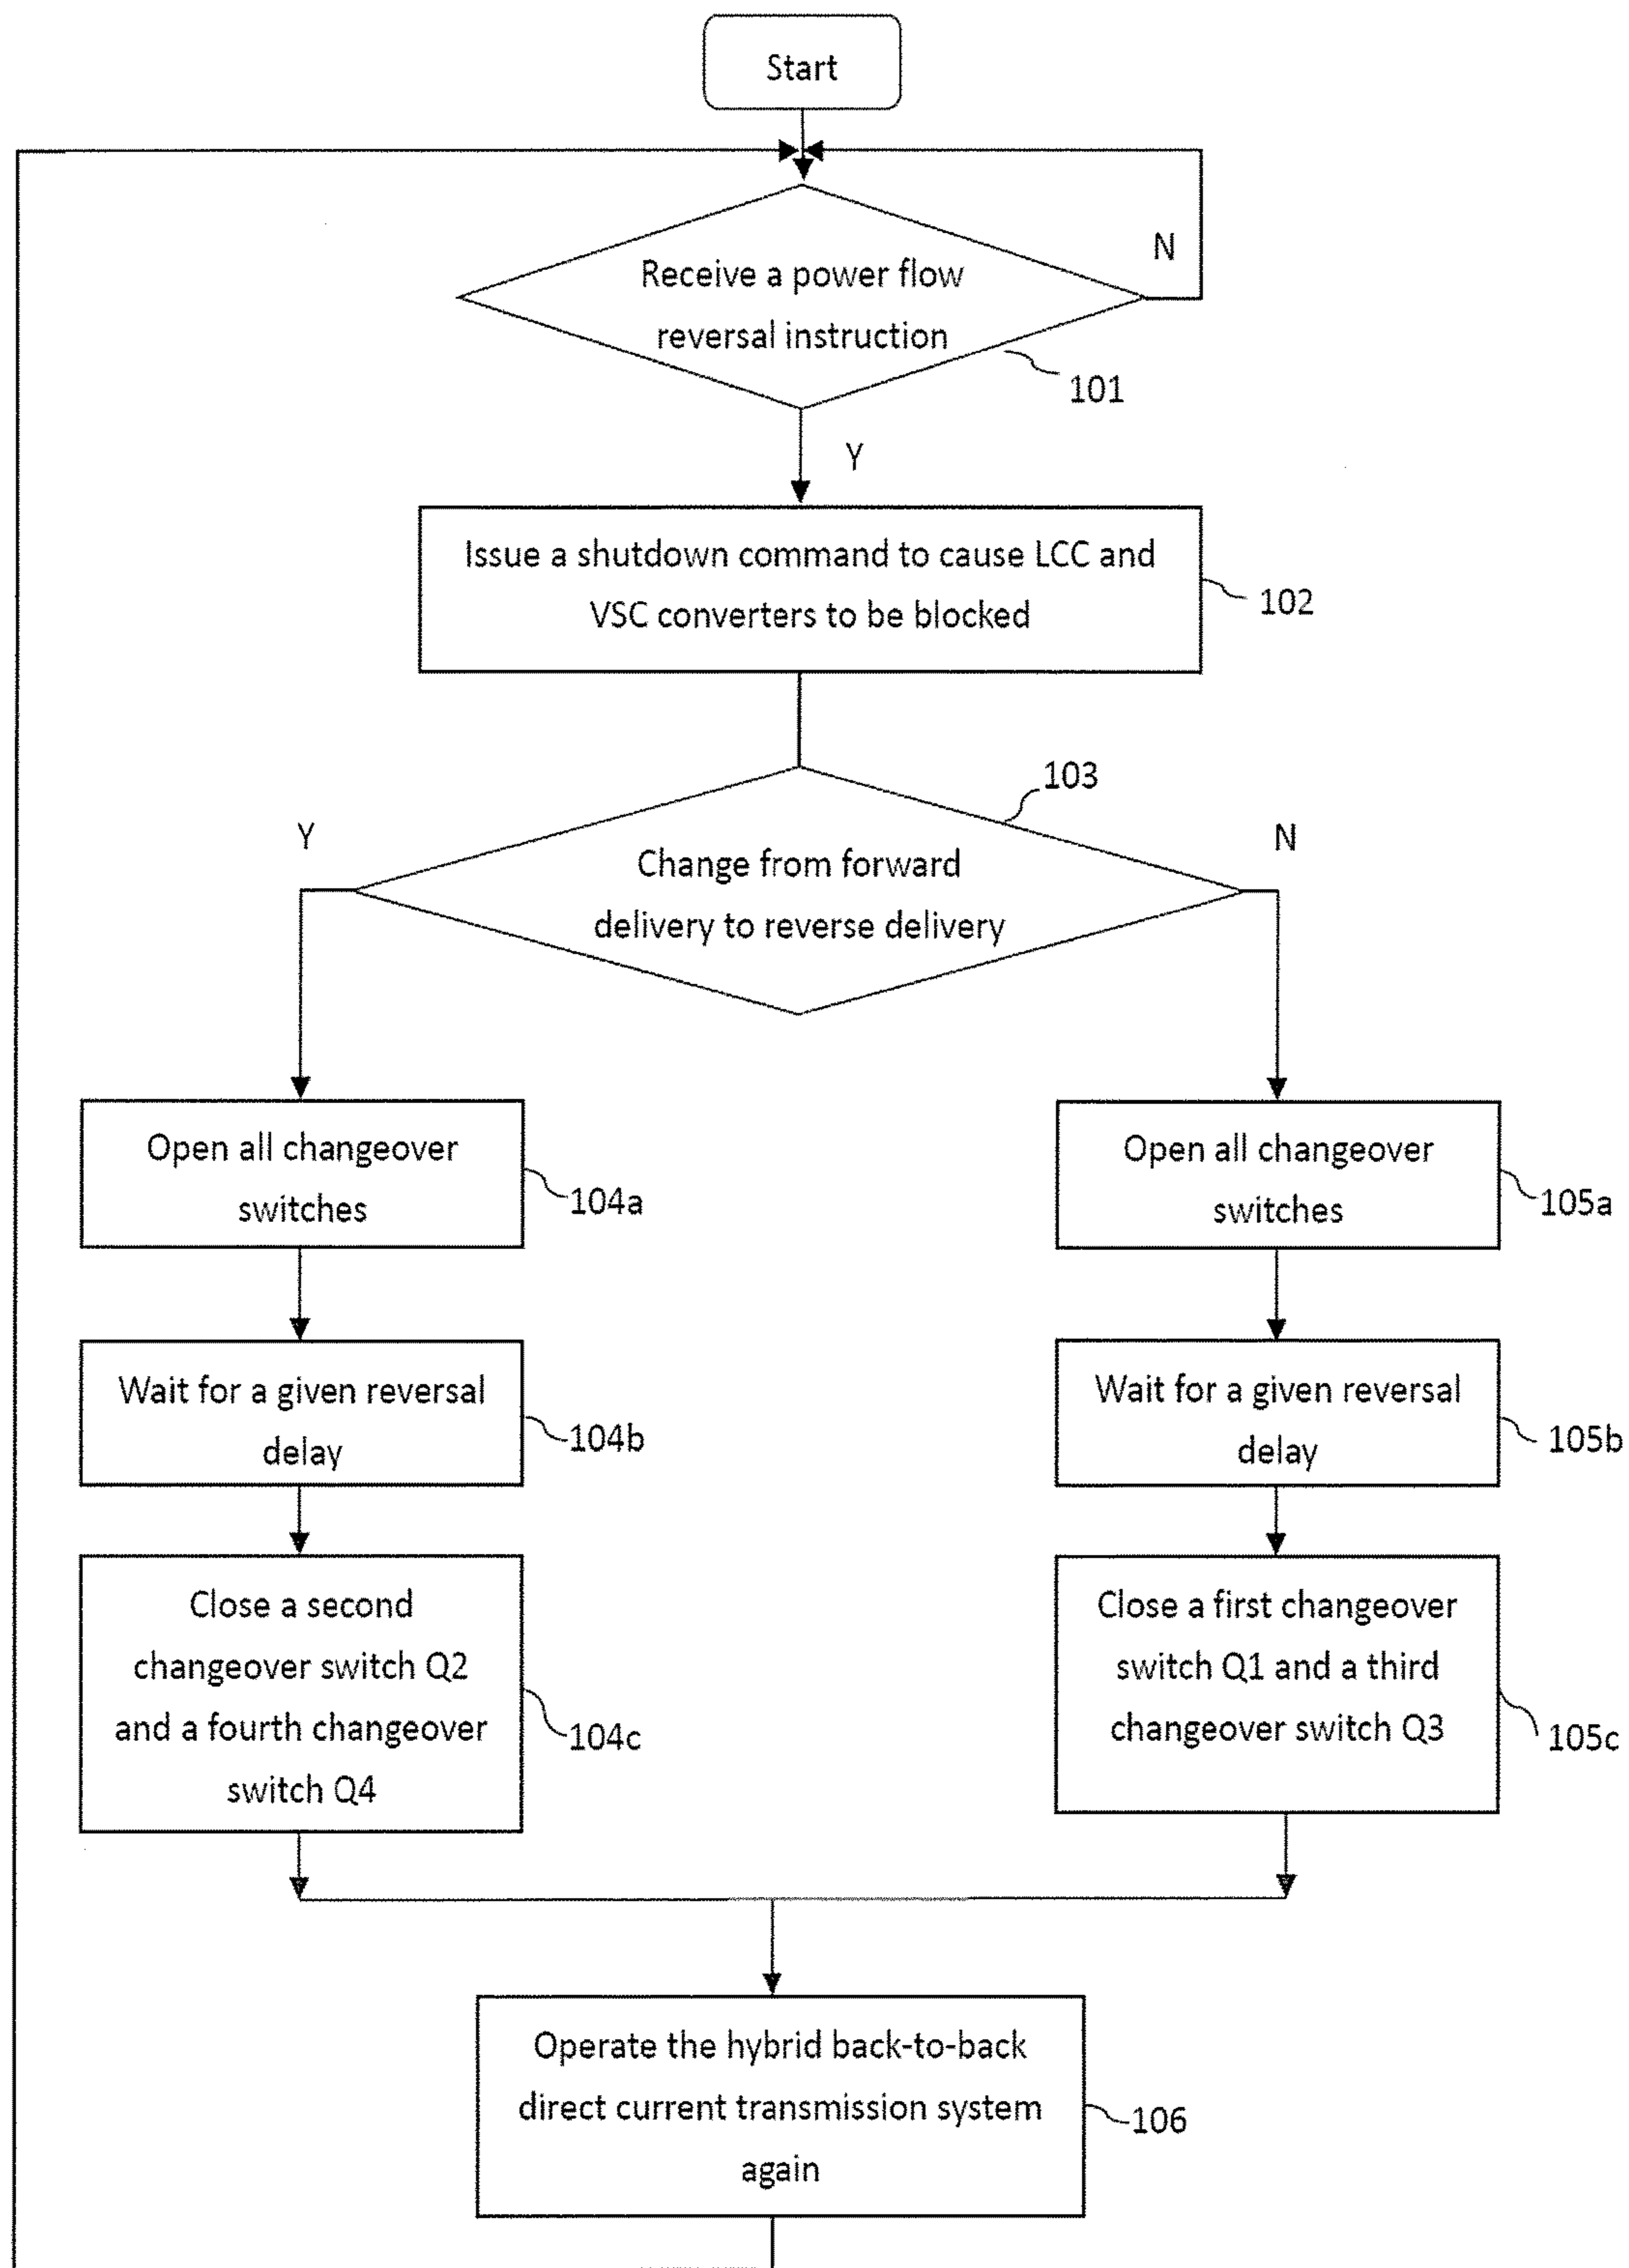 Start
N
Receive a power flow
reversal instruction
101
Y
Issue a shutdown command to cause LCC and
VSC converters to be blocked
102
103
Y
N
Change from forward
delivery to reverse delivery
Open all changeover
switches
104a
Open all changeover
switches
105a
Wait for a given reversal
delay
104b
Wait for a given reversal
delay
105b
Close a second
changeover switch Q2
and a fourth changeover
switch Q4
104c
Close a first changeover
switch Q1 and a third
changeover switch Q3
105c
Operate the hybrid back-to-back
direct current transmission system
again
106